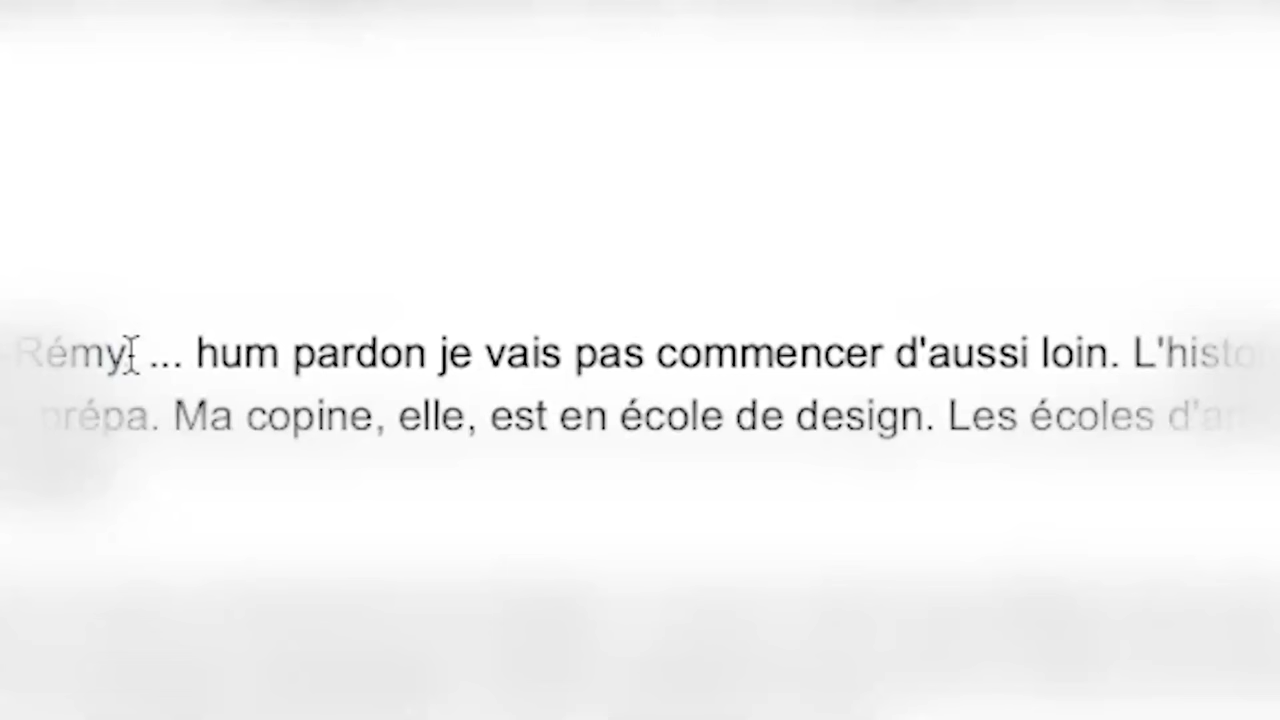 Rémy ... hum pardon je vais pas commencer d'aussi loin.
prépa. Ma copine, elle, est en école de design. Les écoles